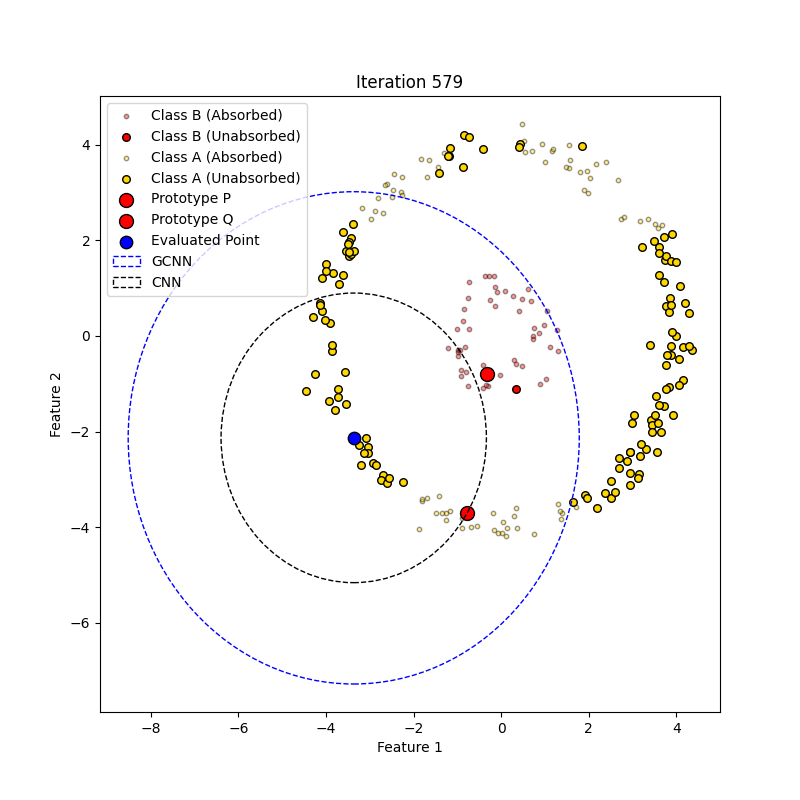 Iteration 579
Class B (Absorbed)
Class B (Unabsorbed)
Class A (Absorbed)
Class A (Unabsorbed)
Prototype P
Prototype Q
Evaluated Point
GCNN
CNN
4
2
0
−2
−4
−6
Feature 2
−8 −6 −4 −2 0 2 4
Feature 1